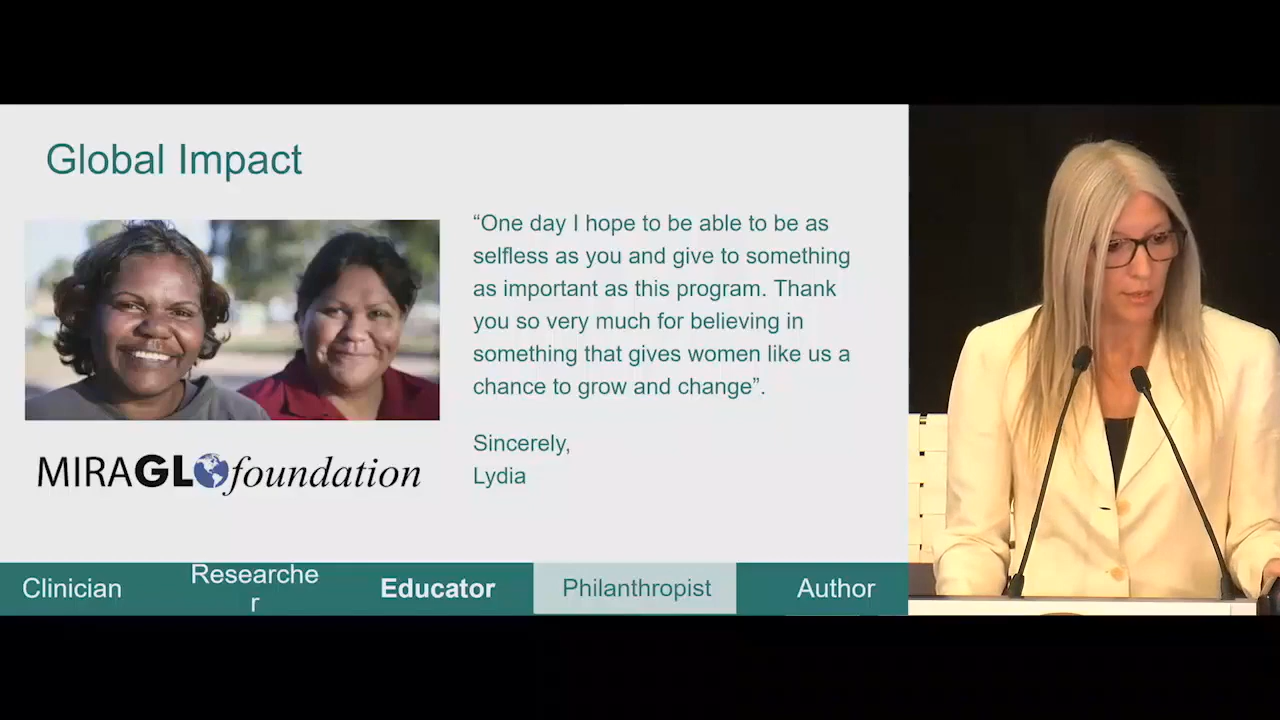 Global Impact
“One day I hope to be able to be as
selfless as you and give to something
as important as this program. Thank
you so very much for believing in
something that gives women like us a
chance to grow and change”.
Sincerely,
Lydia
MIRAGLO foundation
Clinician
Researche
r
Educator
Philanthropist
Author